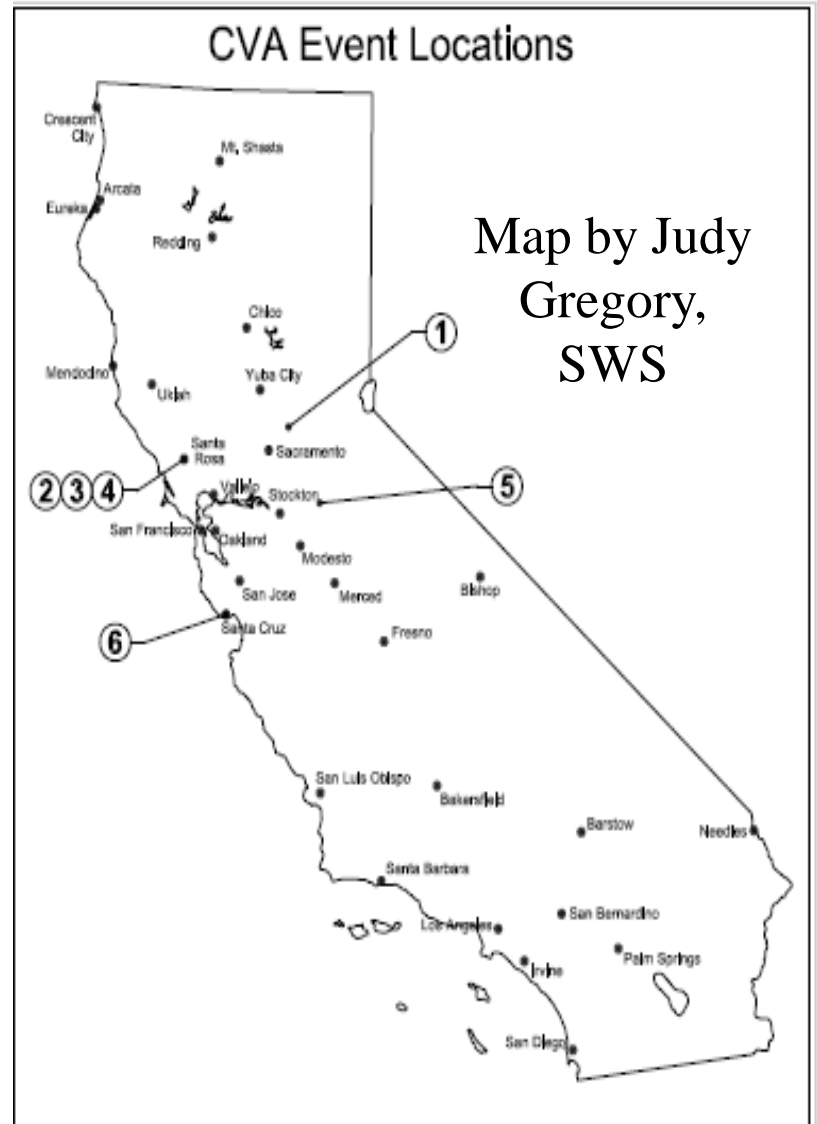 CVA Event Locations
Crescent
City
Mt. Shasta
Arcata
Eureka
Redding
Map by Judy
Gregory,
SWS
Chico
1
Mendocino
Yuba City
Ukiah
Santa
Rosa
Sacramento
2 3 4
Vallejo
Stockton
5
San Francisco
Oakland
Modesto
San Jose
Merced
Bishop
6
Santa Cruz
Fresno
San Luis Obispo
Bakersfield
Barstow
Needles
Santa Barbara
Los Angeles
San Bernardino
Palm Springs
Irvine
San Diego